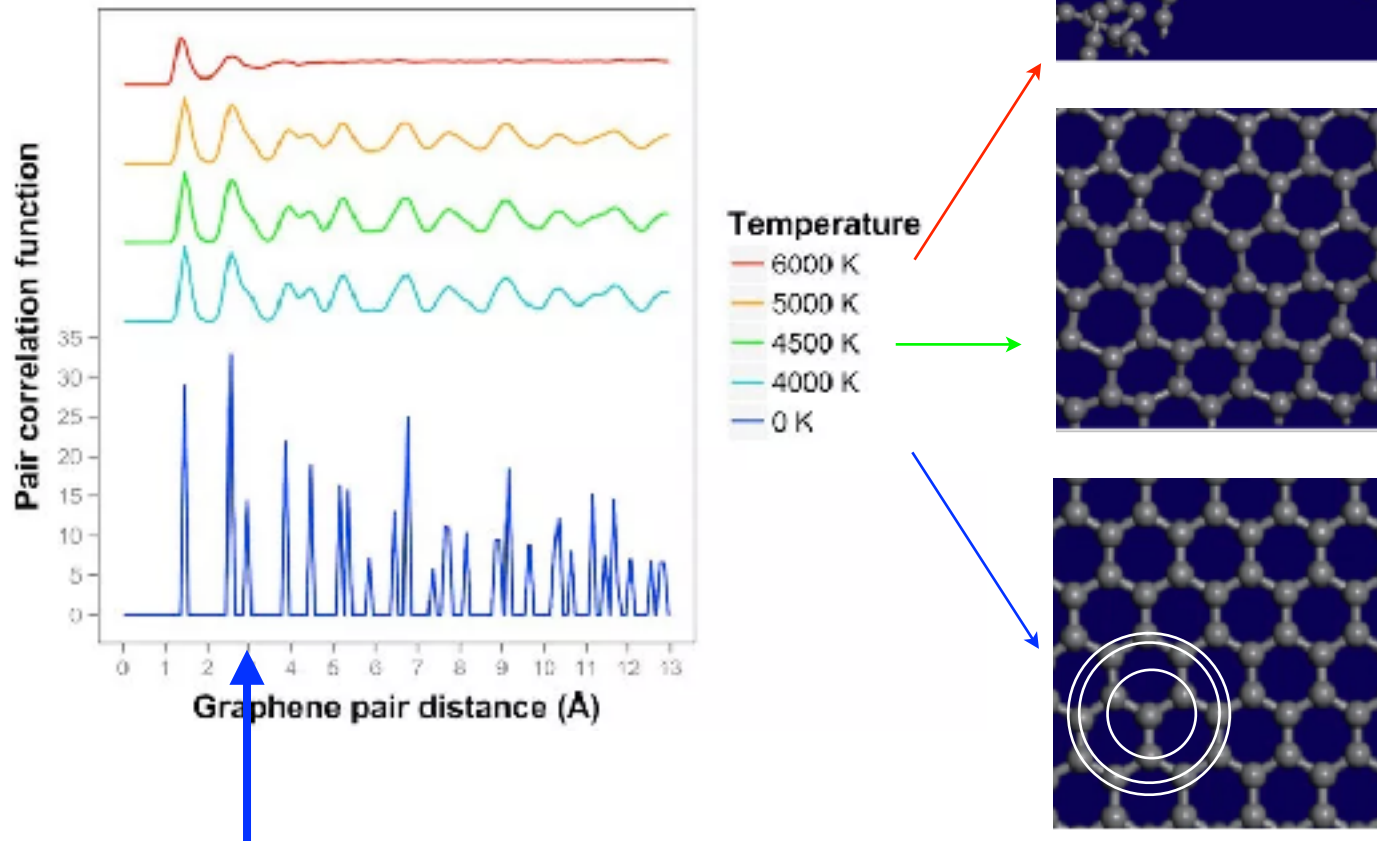 Pair correlation function
35
30
25
20
15
10
5
0
0 1 2 3 4 5 6 7 8 9 10 11 12 13
Graphene pair distance (Å)
Temperature
6000 K
5000 K
4500 K
4000 K
0 K